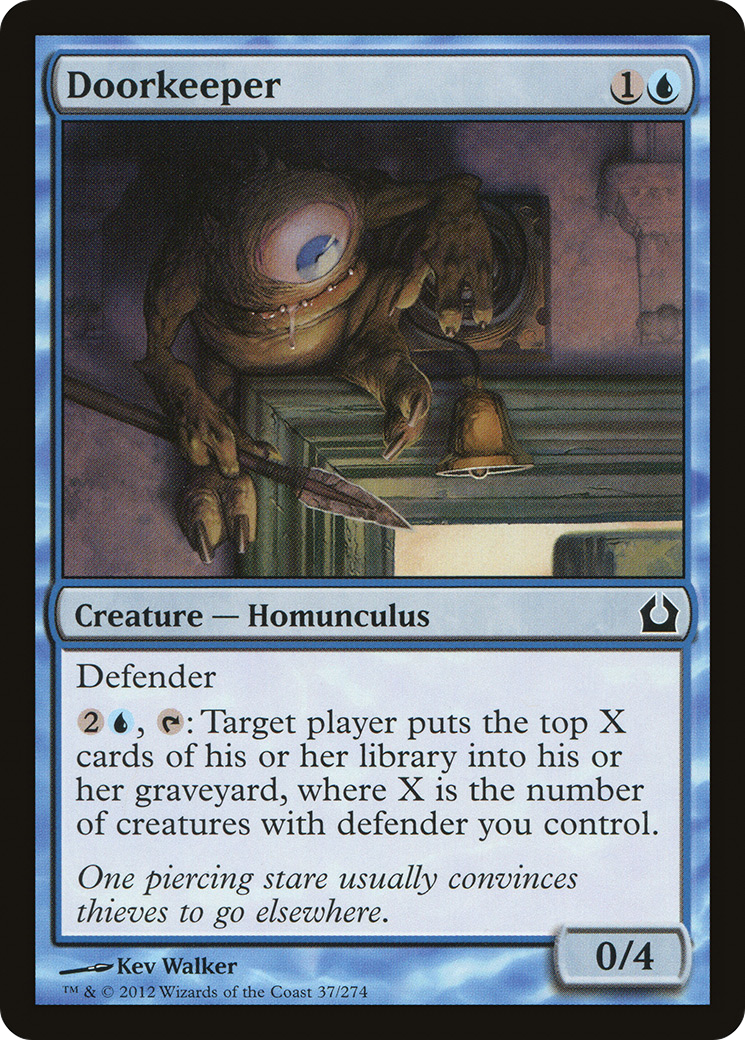 Doorkeeper 1
Creature — Homunculus
Defender
2 , : Target player puts the top X
cards of his or her library into his or
her graveyard, where X is the number
of creatures with defender you control.
One piercing stare usually convinces
thieves to go elsewhere.
0/4
Kev Walker
™ & © 2012 Wizards of the Coast 37/274